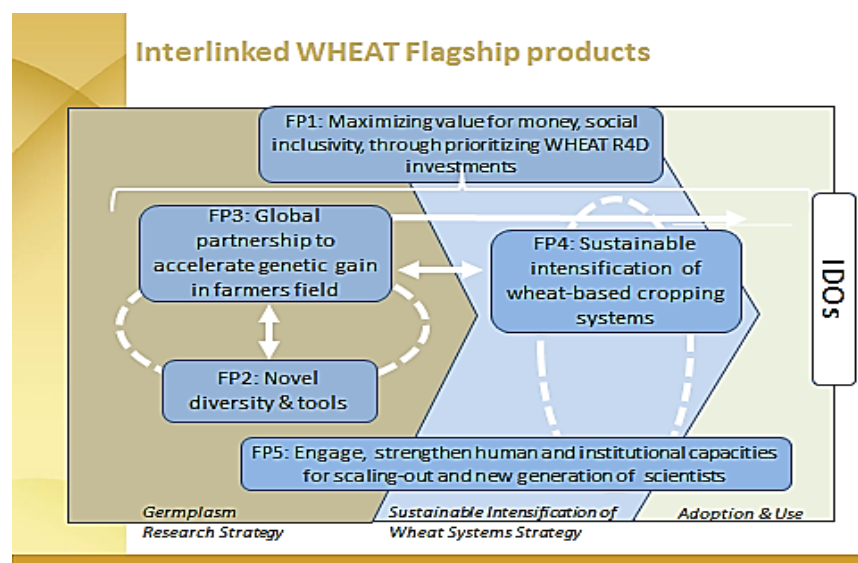 Interlinked WHEAT Flagship products
FP1: Maximizing value for money, social
inclusivity, through prioritizing WHEAT R4D
investments
FP3: Global
partnership to
accelerate genetic gain
in farmers field
FP4: Sustainable
intensification of
wheat-based cropping
systems
IDOs
FP2: Novel
diversity & tools
FP5: Engage, strengthen human and institutional capacities
for scaling-out and new generation of scientists
Germplasm
Research Strategy
Sustainable Intensification of
Wheat Systems Strategy
Adoption & Use